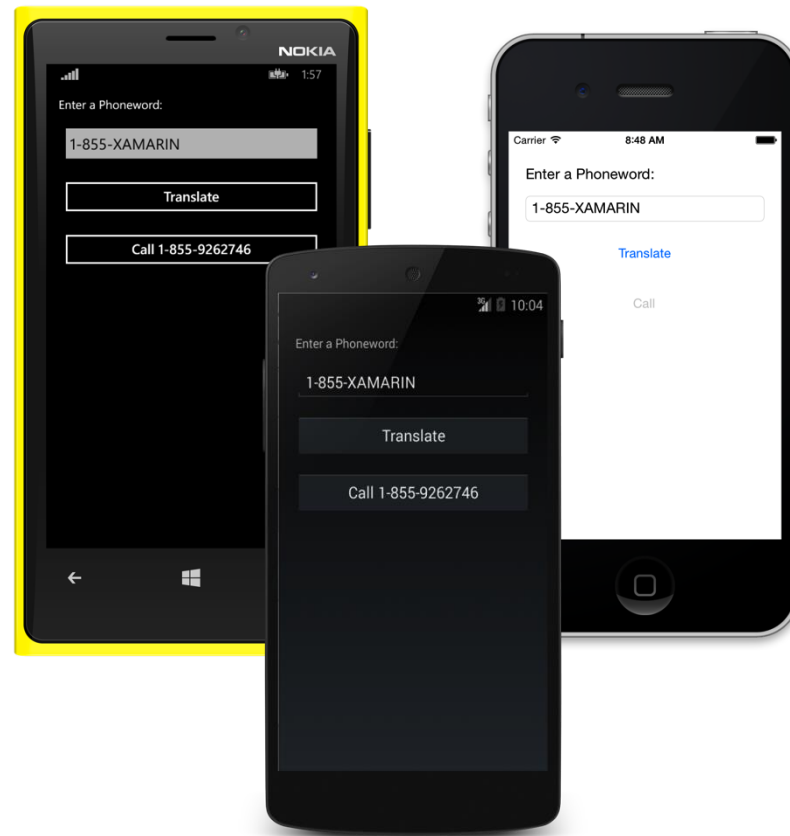 NOKIA
1:57
Enter a Phoneword:
1-855-XAMARIN
Translate
Call 1-855-9262746
3G 10:04
Enter a Phoneword:
1-855-XAMARIN
Translate
Call 1-855-9262746
Carrier 8:48 AM
Enter a Phoneword:
1-855-XAMARIN
Translate
Call